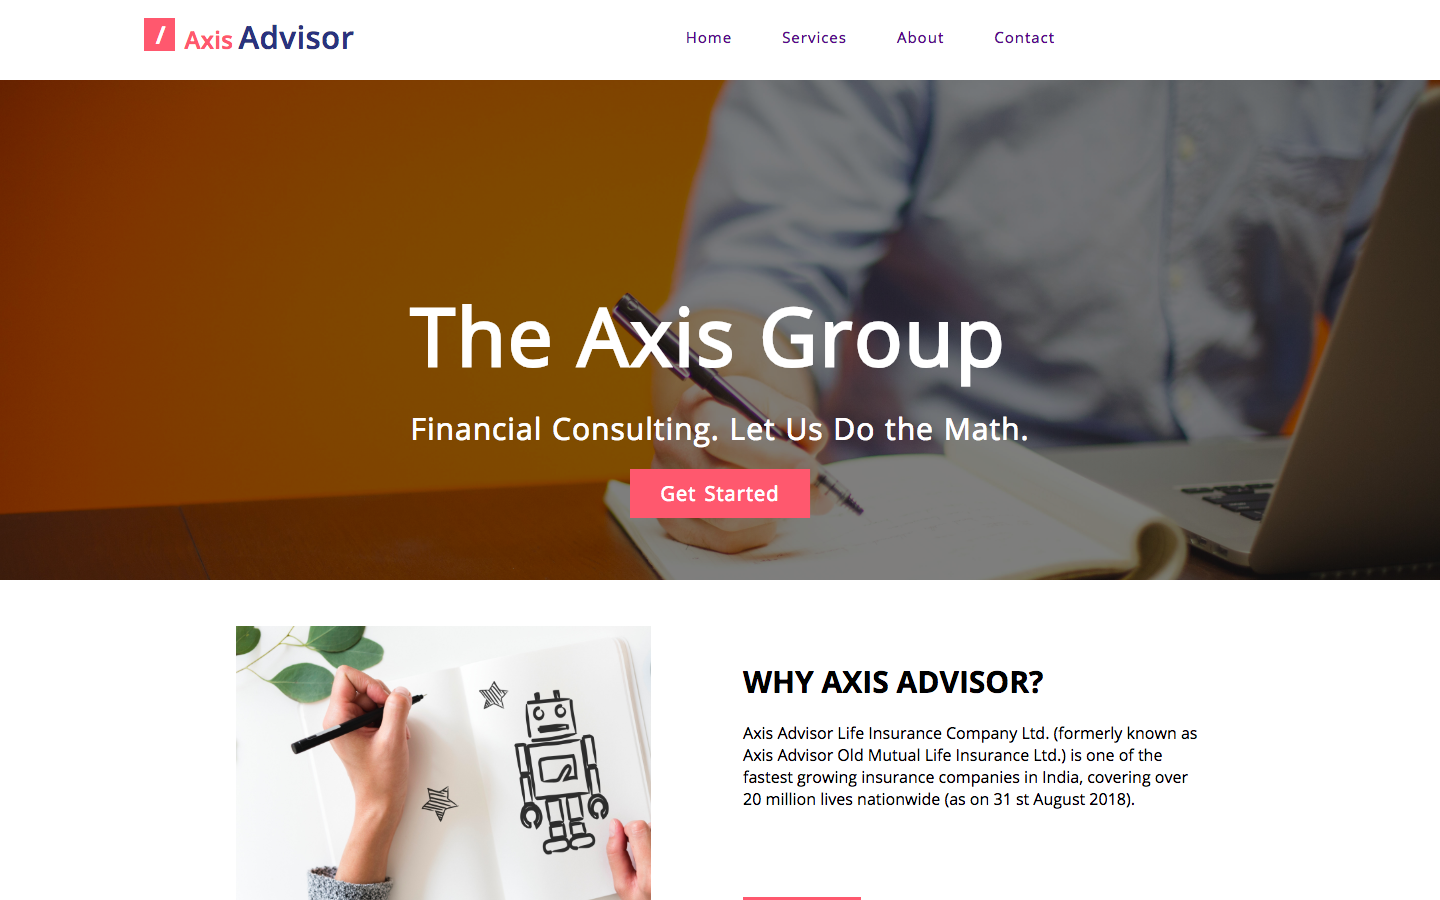 / Axis Advisor
Home Services About Contact
The Axis Group
Financial Consulting. Let Us Do the Math.
Get Started
WHY AXIS ADVISOR?
Axis Advisor Life Insurance Company Ltd. (formerly known as
Axis Advisor Old Mutual Life Insurance Ltd.) is one of the
fastest growing insurance companies in India, covering over
20 million lives nationwide (as on 31 st August 2018).